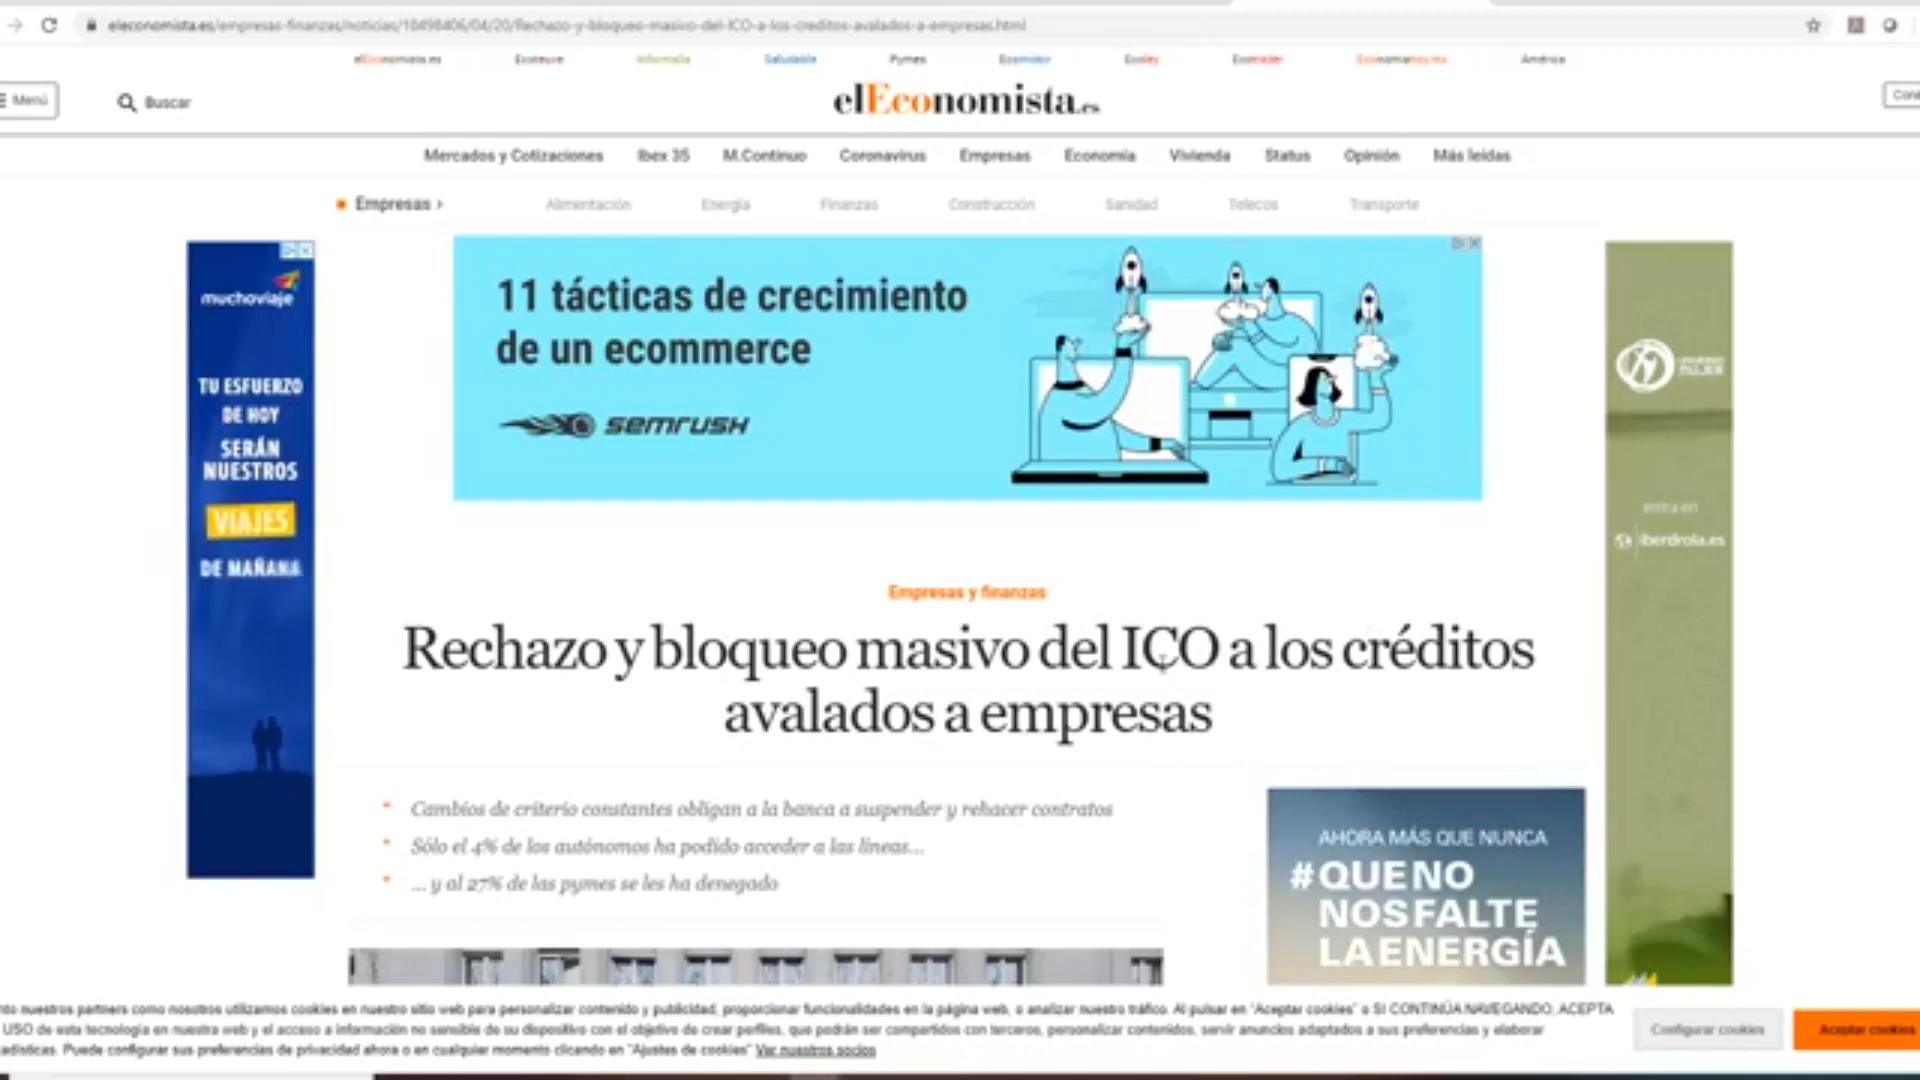 eleconomista.es/empresas-finanzas/noticias/10498406/04/20/Rechazo-y-bloqueo-masivo-del-ICO-a-los-creditos-avalados-a-empresas.html
elEconomista.es Ecoteuve Informalia Saludable Pymes Ecomotor Ecoley Ecotrader Economiahoy.mx América
Menú Buscar elEconomista.es
Mercados y Cotizaciones Ibex 35 M.Continuo Coronavirus Empresas Economía Vivienda Status Opinión Más leídas
Empresas › Alimentación Energía Finanzas Construcción Sanidad Telecos Transporte
muchoviaje
TU ESFUERZO
DE HOY
SERÁN
NUESTROS
VIAJES
DE MAÑANA
11 tácticas de crecimiento
de un ecommerce
semrush
entra en
iberdrola.es
Empresas y finanzas
Rechazo y bloqueo masivo del ICO a los créditos
avalados a empresas
Cambios de criterio constantes obligan a la banca a suspender y rehacer contratos
Sólo el 4% de los autónomos ha podido acceder a las líneas...
... y al 27% de las pymes se les ha denegado
AHORA MÁS QUE NUNCA
#QUENO
NOSFALTE
LAENERGÍA
nto nuestros partners como nosotros utilizamos cookies en nuestro sitio web para personalizar contenido y publicidad, proporcionar funcionalidades en la página web, o analizar nuestro tráfico. Al pulsar en "Aceptar cookies" o SI CONTINÚA NAVEGANDO, ACEPTA
USO de esta tecnología en nuestra web y el acceso a información no sensible de su dispositivo con el objetivo de crear perfiles, que podrán ser compartidos con terceros, personalizar contenidos, servir anuncios adaptados a sus preferencias y elaborar
adísticas. Puede configurar sus preferencias de privacidad ahora o en cualquier momento clicando en "Ajustes de cookies" Ver nuestros socios
Configurar cookies
Aceptar cookies